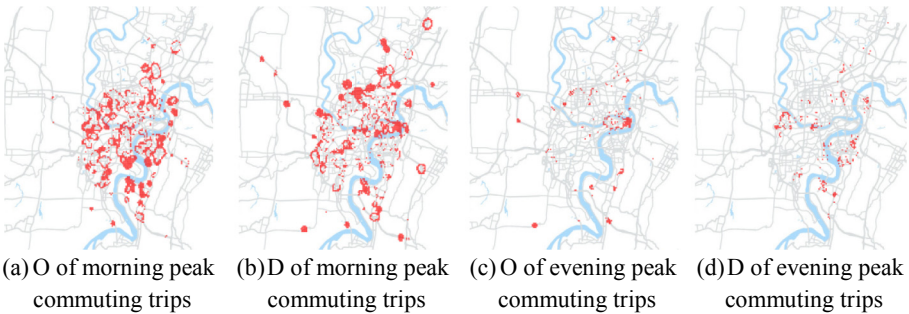 (a) O of morning peak
commuting trips
(b) D of morning peak
commuting trips
(c) O of evening peak
commuting trips
(d) D of evening peak
commuting trips